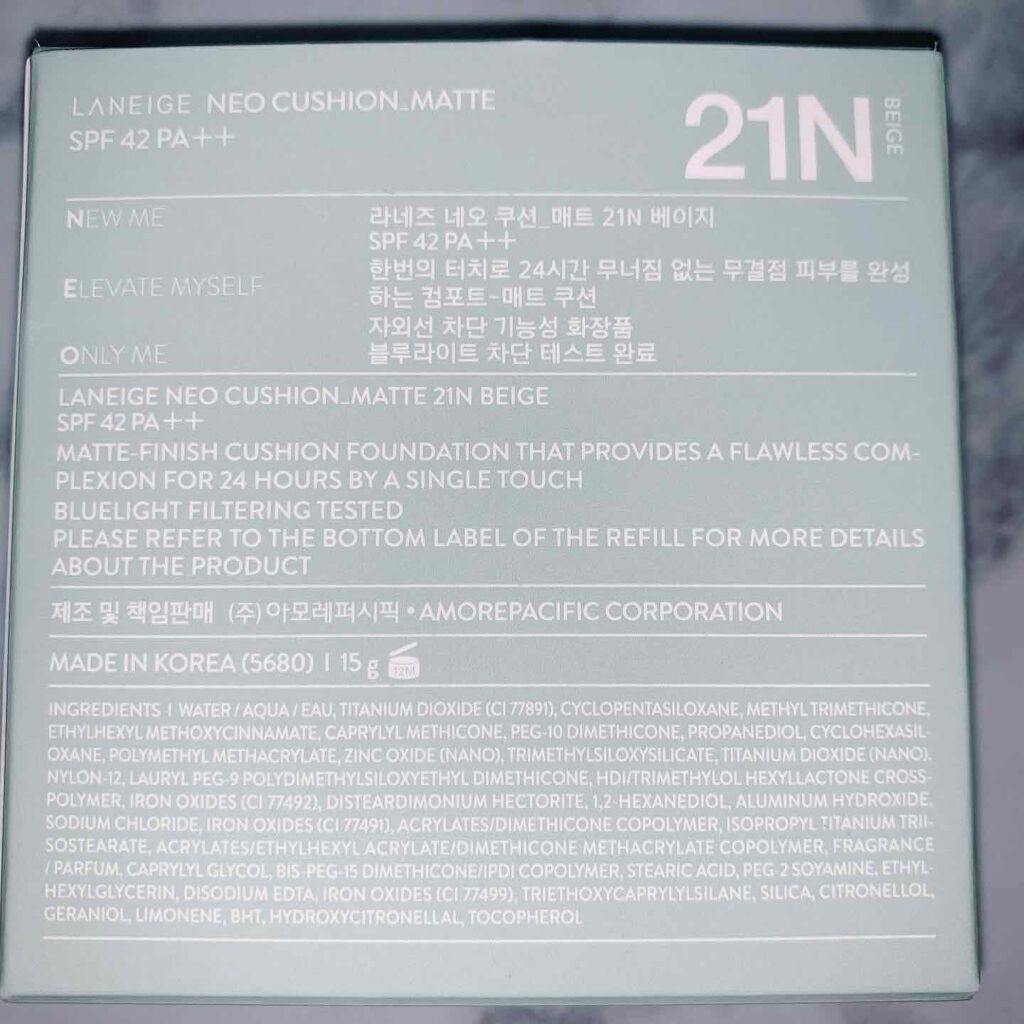 LANEIGE NEO CUSHION_MATTE
SPF 42 PA++
21N BEIGE
NEW ME
ELEVATE MYSELF
ONLY ME
라네즈 네오 쿠션_매트 21N 베이지
SPF 42 PA++
한번의 터치로 24시간 무너짐 없는 무결점 피부를 완성
하는 컴포트-매트 쿠션
자외선 차단 기능성 화장품
블루라이트 차단 테스트 완료
LANEIGE NEO CUSHION_MATTE 21N BEIGE
SPF 42 PA++
MATTE-FINISH CUSHION FOUNDATION THAT PROVIDES A FLAWLESS COM-
PLEXION FOR 24 HOURS BY A SINGLE TOUCH
BLUELIGHT FILTERING TESTED
PLEASE REFER TO THE BOTTOM LABEL OF THE REFILL FOR MORE DETAILS
ABOUT THE PRODUCT
제조 및 책임판매 (주)아모레퍼시픽 • AMOREPACIFIC CORPORATION
MADE IN KOREA (5680) | 15 g 12M
INGREDIENTS | WATER / AQUA / EAU, TITANIUM DIOXIDE (CI 77891), CYCLOPENTASILOXANE, METHYL TRIMETHICONE,
ETHYLHEXYL METHOXYCINNAMATE, CAPRYLYL METHICONE, PEG-10 DIMETHICONE, PROPANEDIOL, CYCLOHEXASIL-
OXANE, POLYMETHYL METHACRYLATE, ZINC OXIDE (NANO), TRIMETHYLSILOXYSILICATE, TITANIUM DIOXIDE (NANO),
NYLON-12, LAURYL PEG-9 POLYDIMETHYLSILOXYETHYL DIMETHICONE, HDI/TRIMETHYLOL HEXYLLACTONE CROSS-
POLYMER, IRON OXIDES (CI 77492), DISTEARDIMONIUM HECTORITE, 1,2-HEXANEDIOL, ALUMINUM HYDROXIDE,
SODIUM CHLORIDE, IRON OXIDES (CI 77491), ACRYLATES/DIMETHICONE COPOLYMER, ISOPROPYL TITANIUM TRII-
SOSTEARATE, ACRYLATES/ETHYLHEXYL ACRYLATE/DIMETHICONE METHACRYLATE COPOLYMER, FRAGRANCE
/ PARFUM, CAPRYLYL GLYCOL, BIS-PEG-15 DIMETHICONE/IPDI COPOLYMER, STEARIC ACID, PEG-2 SOYAMINE, ETHYL-
HEXYLGLYCERIN, DISODIUM EDTA, IRON OXIDES (CI 77499), TRIETHOXYCAPRYLYLSILANE, SILICA, CITRONELLOL,
GERANIOL, LIMONENE, BHT, HYDROXYCITRONELLAL, TOCOPHEROL